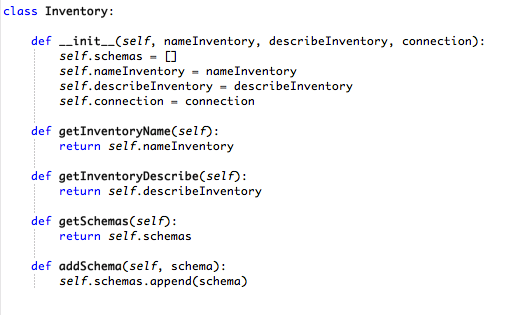 class Inventory:
def __init__(self, nameInventory, describeInventory, connection):
self.schemas = []
self.nameInventory = nameInventory
self.describeInventory = describeInventory
self.connection = connection
def getInventoryName(self):
return self.nameInventory
def getInventoryDescribe(self):
return self.describeInventory
def getSchemas(self):
return self.schemas
def addSchema(self, schema):
self.schemas.append(schema)